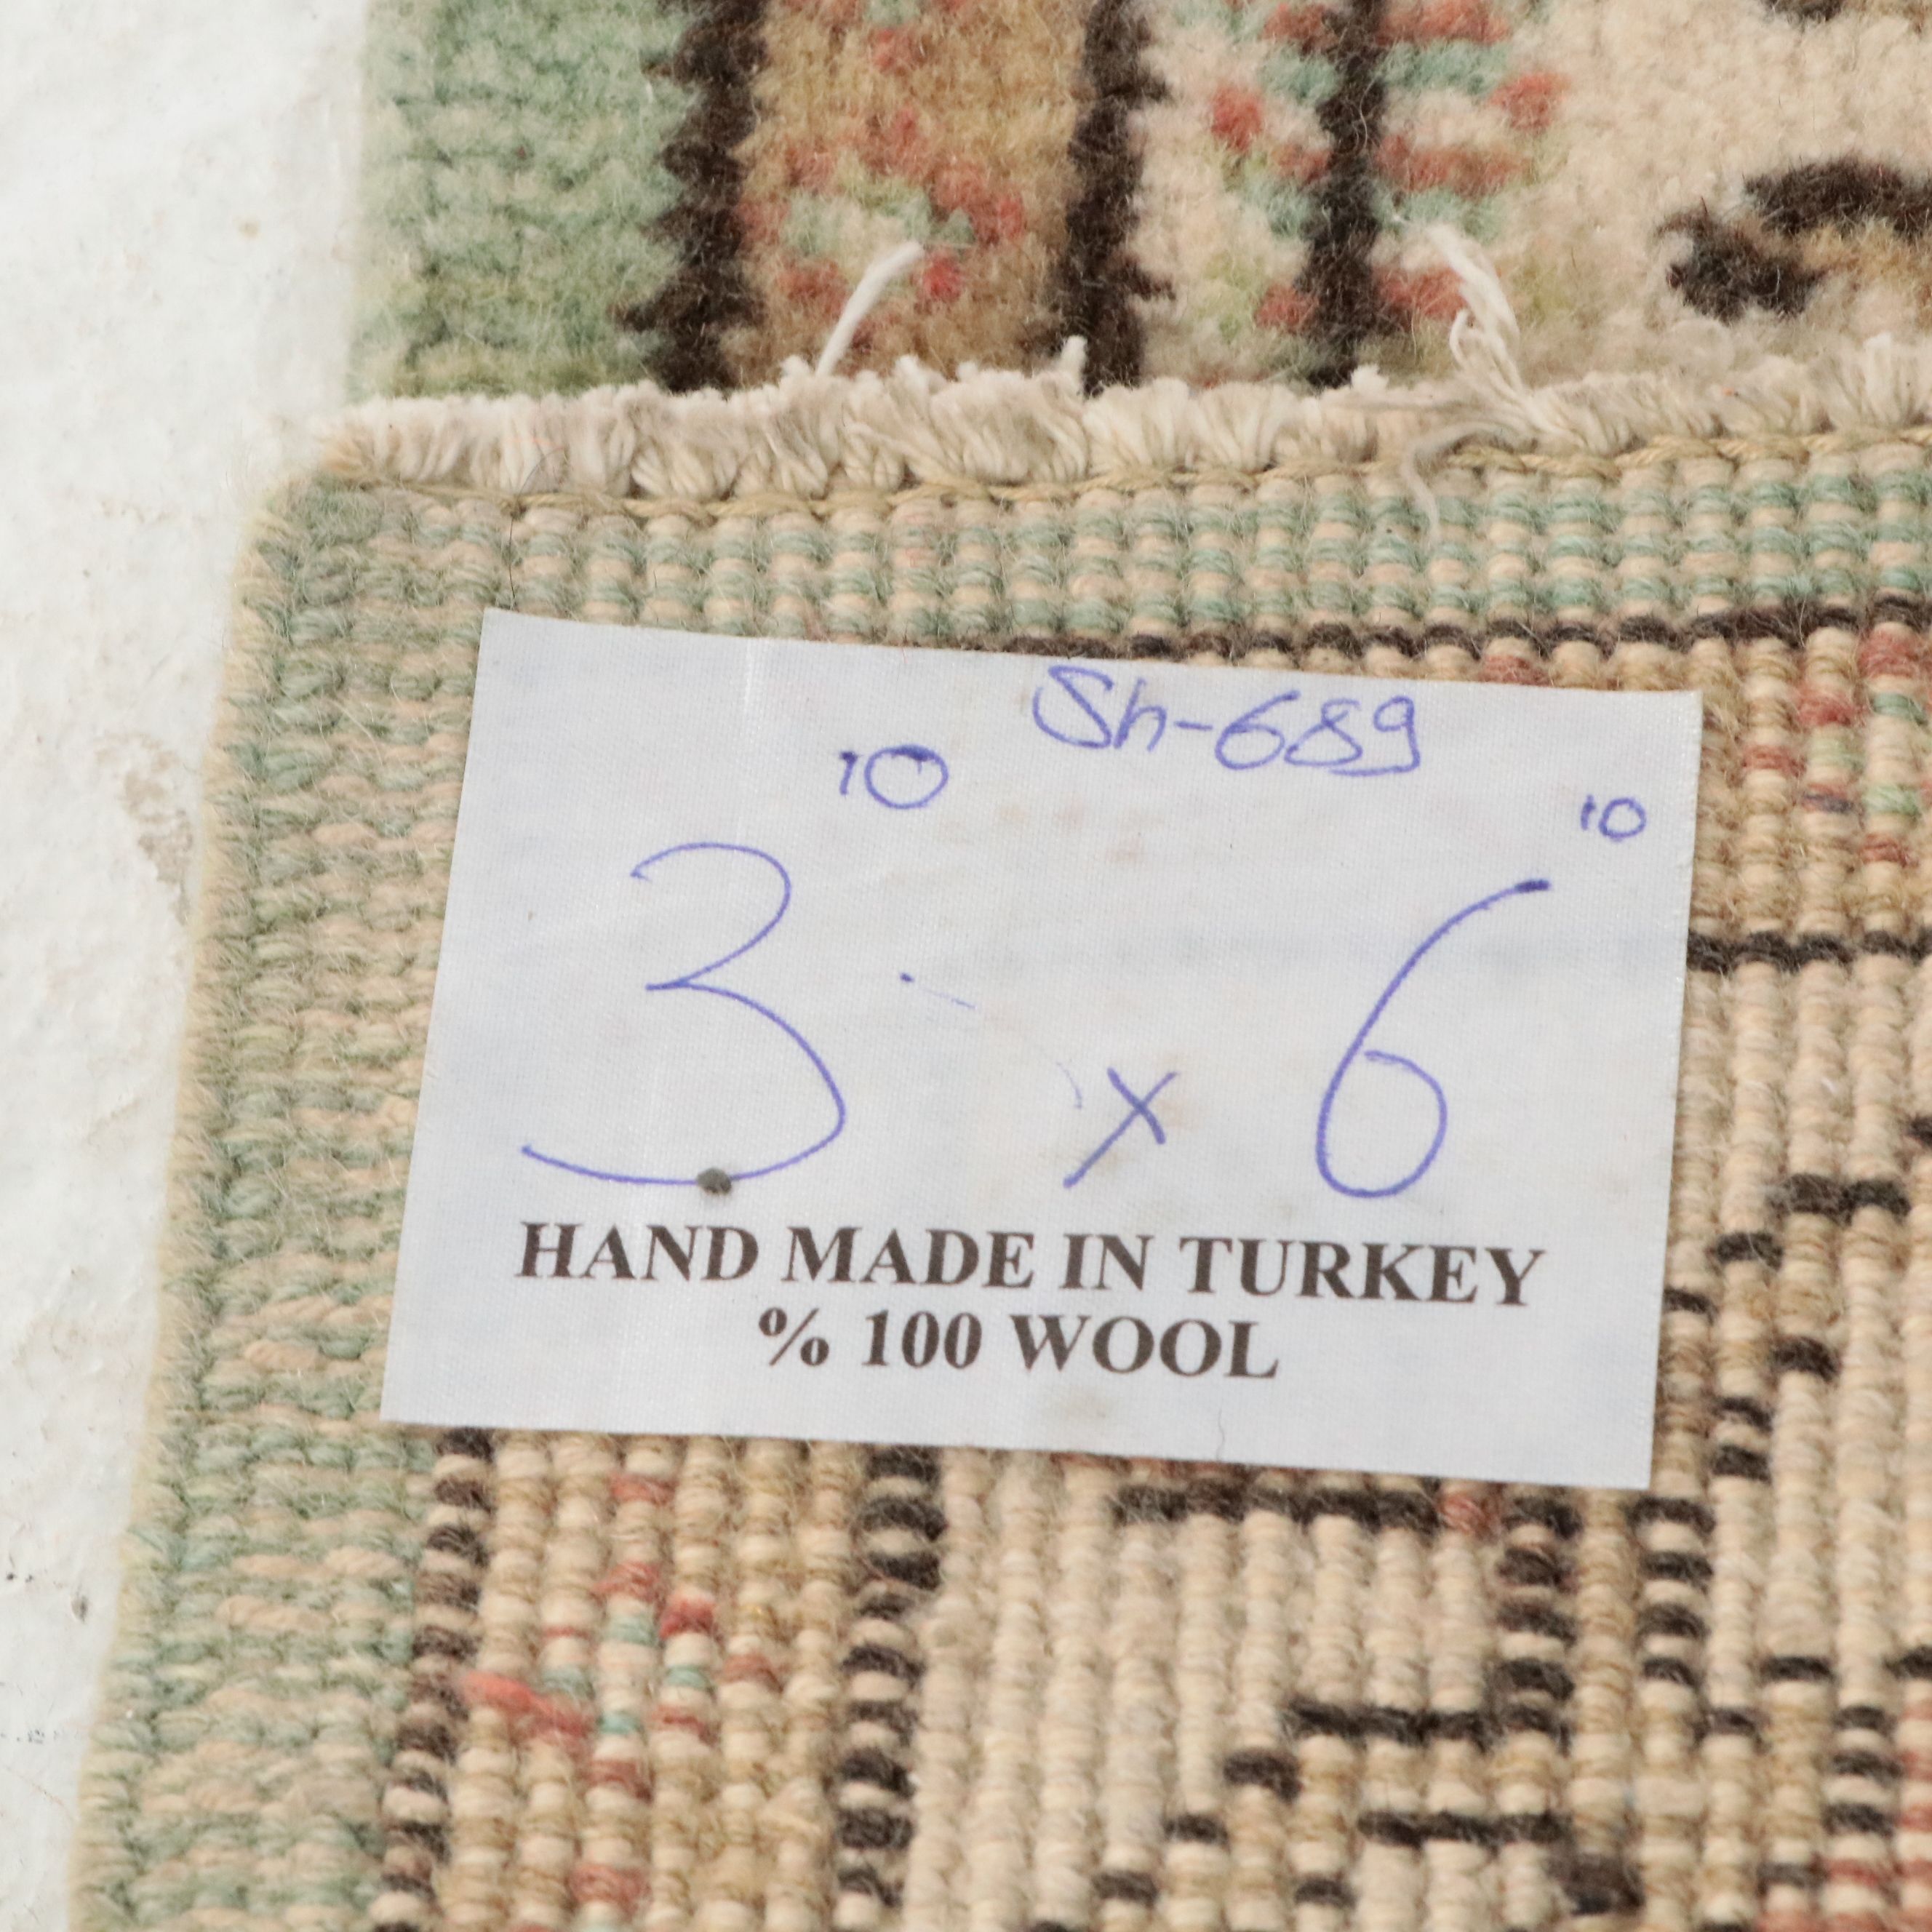 Sh-689
3 '10 x 6 '10
HAND MADE IN TURKEY
% 100 WOOL